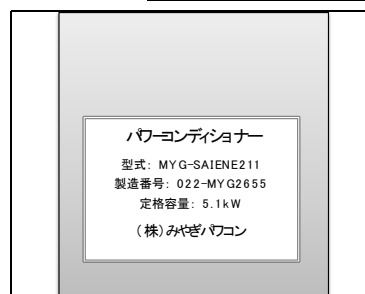 パワーコンディショナー
型式: MYG-SAIENE211
製造番号: 022-MYG2655
定格容量: 5.1kW
(株)みやぎパワコン